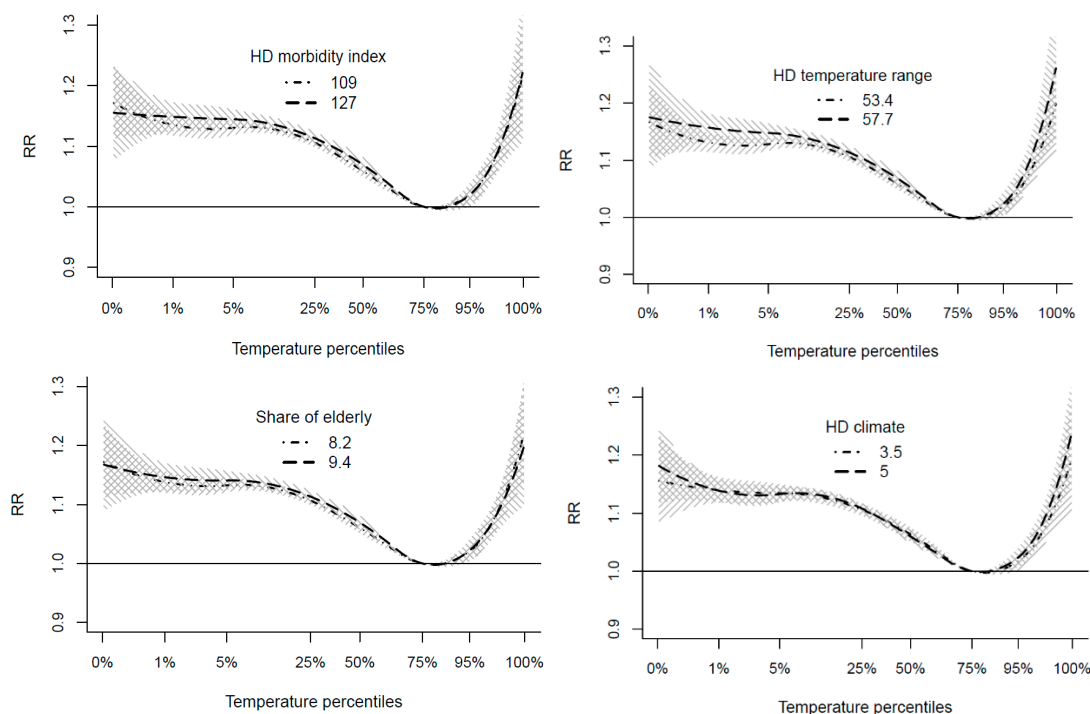 HD morbidity index
109
127
RR
0.9 1.0 1.1 1.2 1.3
0% 1% 5% 25% 50% 75% 95% 100%
Temperature percentiles
HD temperature range
53.4
57.7
RR
0.9 1.0 1.1 1.2 1.3
0% 1% 5% 25% 50% 75% 95% 100%
Temperature percentiles
Share of elderly
8.2
9.4
RR
0.9 1.0 1.1 1.2 1.3
0% 1% 5% 25% 50% 75% 95% 100%
Temperature percentiles
HD climate
3.5
5
RR
0.9 1.0 1.1 1.2 1.3
0% 1% 5% 25% 50% 75% 95% 100%
Temperature percentiles